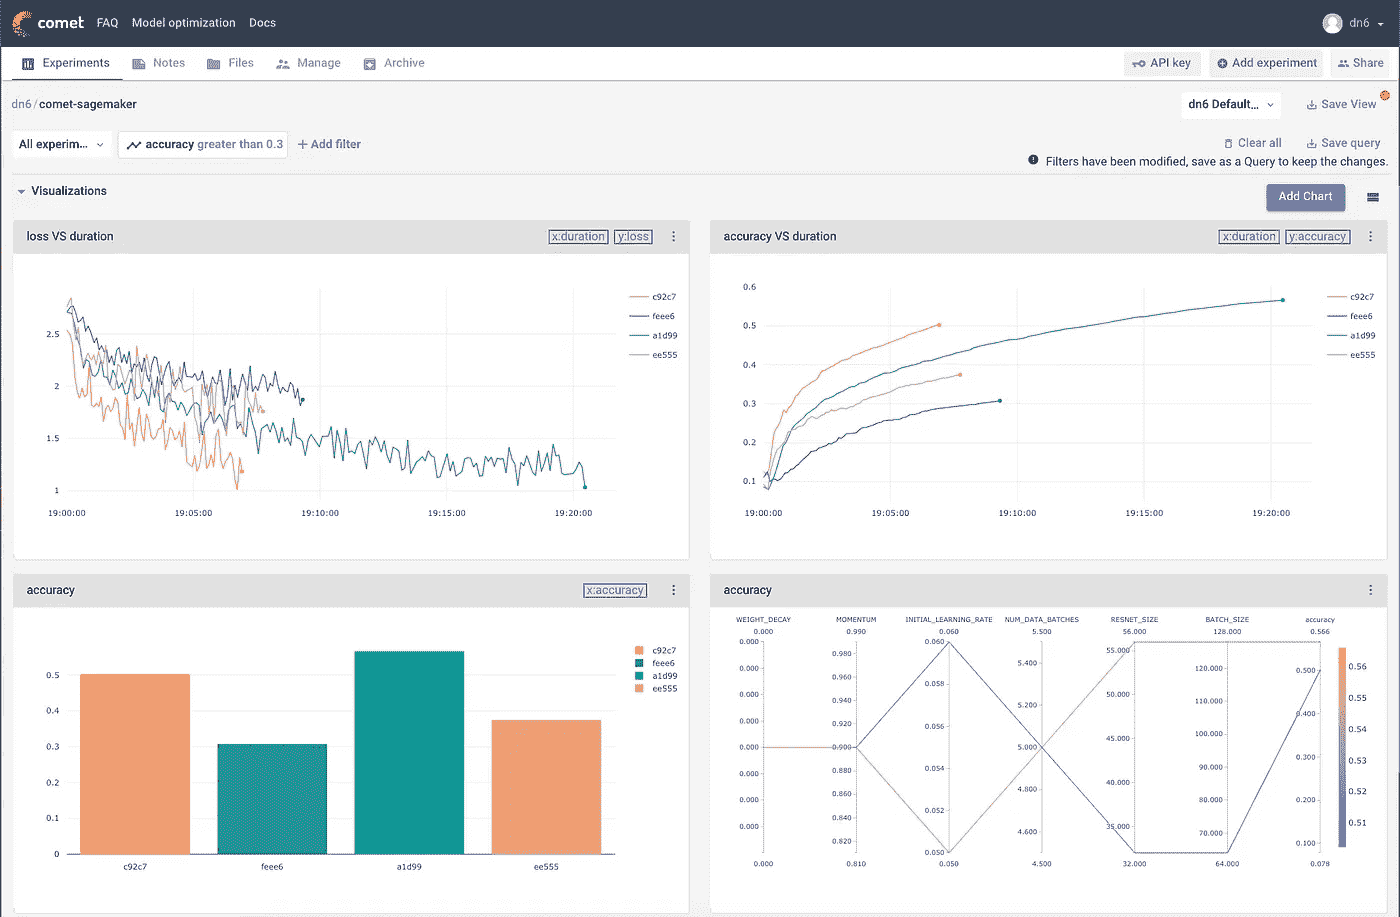 comet FAQ Model optimization Docs dn6
Experiments Notes Files Manage Archive API key Add experiment Share
dn6/comet-sagemaker dn6 Default... Save View
All experim... accuracy greater than 0.3 + Add filter Clear all Save query
Filters have been modified, save as a Query to keep the changes.
Visualizations Add Chart
loss VS duration x:duration y:loss
2.5
2
1.5
1
19:00:00 19:05:00 19:10:00 19:15:00 19:20:00
c92c7
feee6
a1d99
ee555
accuracy VS duration x:duration y:accuracy
0.6
0.5
0.4
0.3
0.2
0.1
19:00:00 19:05:00 19:10:00 19:15:00 19:20:00
c92c7
feee6
a1d99
ee555
accuracy x:accuracy
0.5
0.4
0.3
0.2
0.1
0
c92c7 feee6 a1d99 ee555
c92c7
feee6
a1d99
ee555
accuracy
WEIGHT_DECAY MOMENTUM INITIAL_LEARNING_RATE NUM_DATA_BATCHES RESNET_SIZE BATCH_SIZE accuracy
0.000 0.990 0.060 5.500 56.000 128.000 0.566
0.000
0.000
0.000
0.000
0.000
0.000
0.000
0.000
0.980
0.960
0.940
0.920
0.900
0.880
0.860
0.840
0.820
0.060
0.058
0.056
0.054
0.052
0.050
5.400
5.200
5.000
4.800
4.600
55.000
50.000
45.000
40.000
35.000
120.000
110.000
100.000
90.000
80.000
70.000
0.500
0.400
0.300
0.200
0.100
0.000 0.810 0.050 4.500 32.000 64.000 0.078
0.56
0.55
0.54
0.53
0.52
0.51